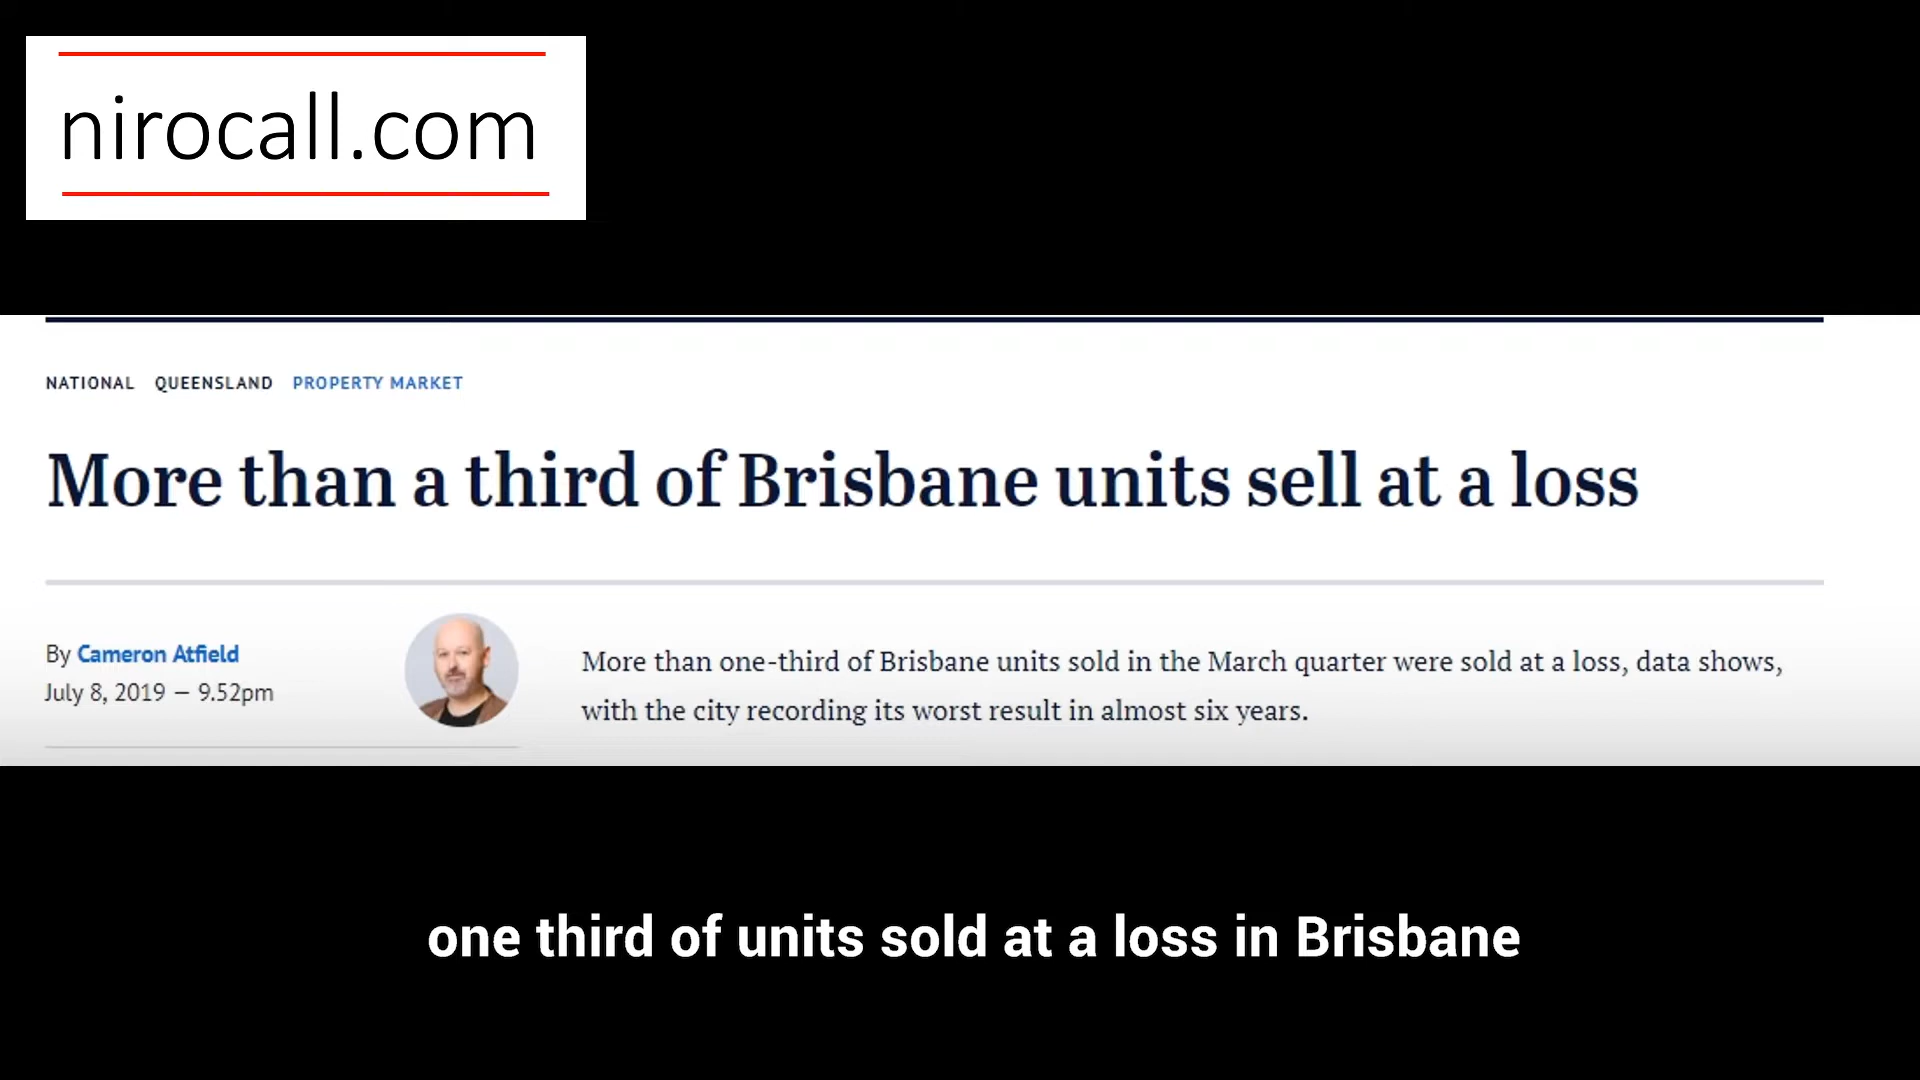 nirocall.com
NATIONAL QUEENSLAND PROPERTY MARKET
More than a third of Brisbane units sell at a loss
By Cameron Atfield
July 8, 2019 — 9.52pm
More than one-third of Brisbane units sold in the March quarter were sold at a loss, data shows,
with the city recording its worst result in almost six years.
one third of units sold at a loss in Brisbane